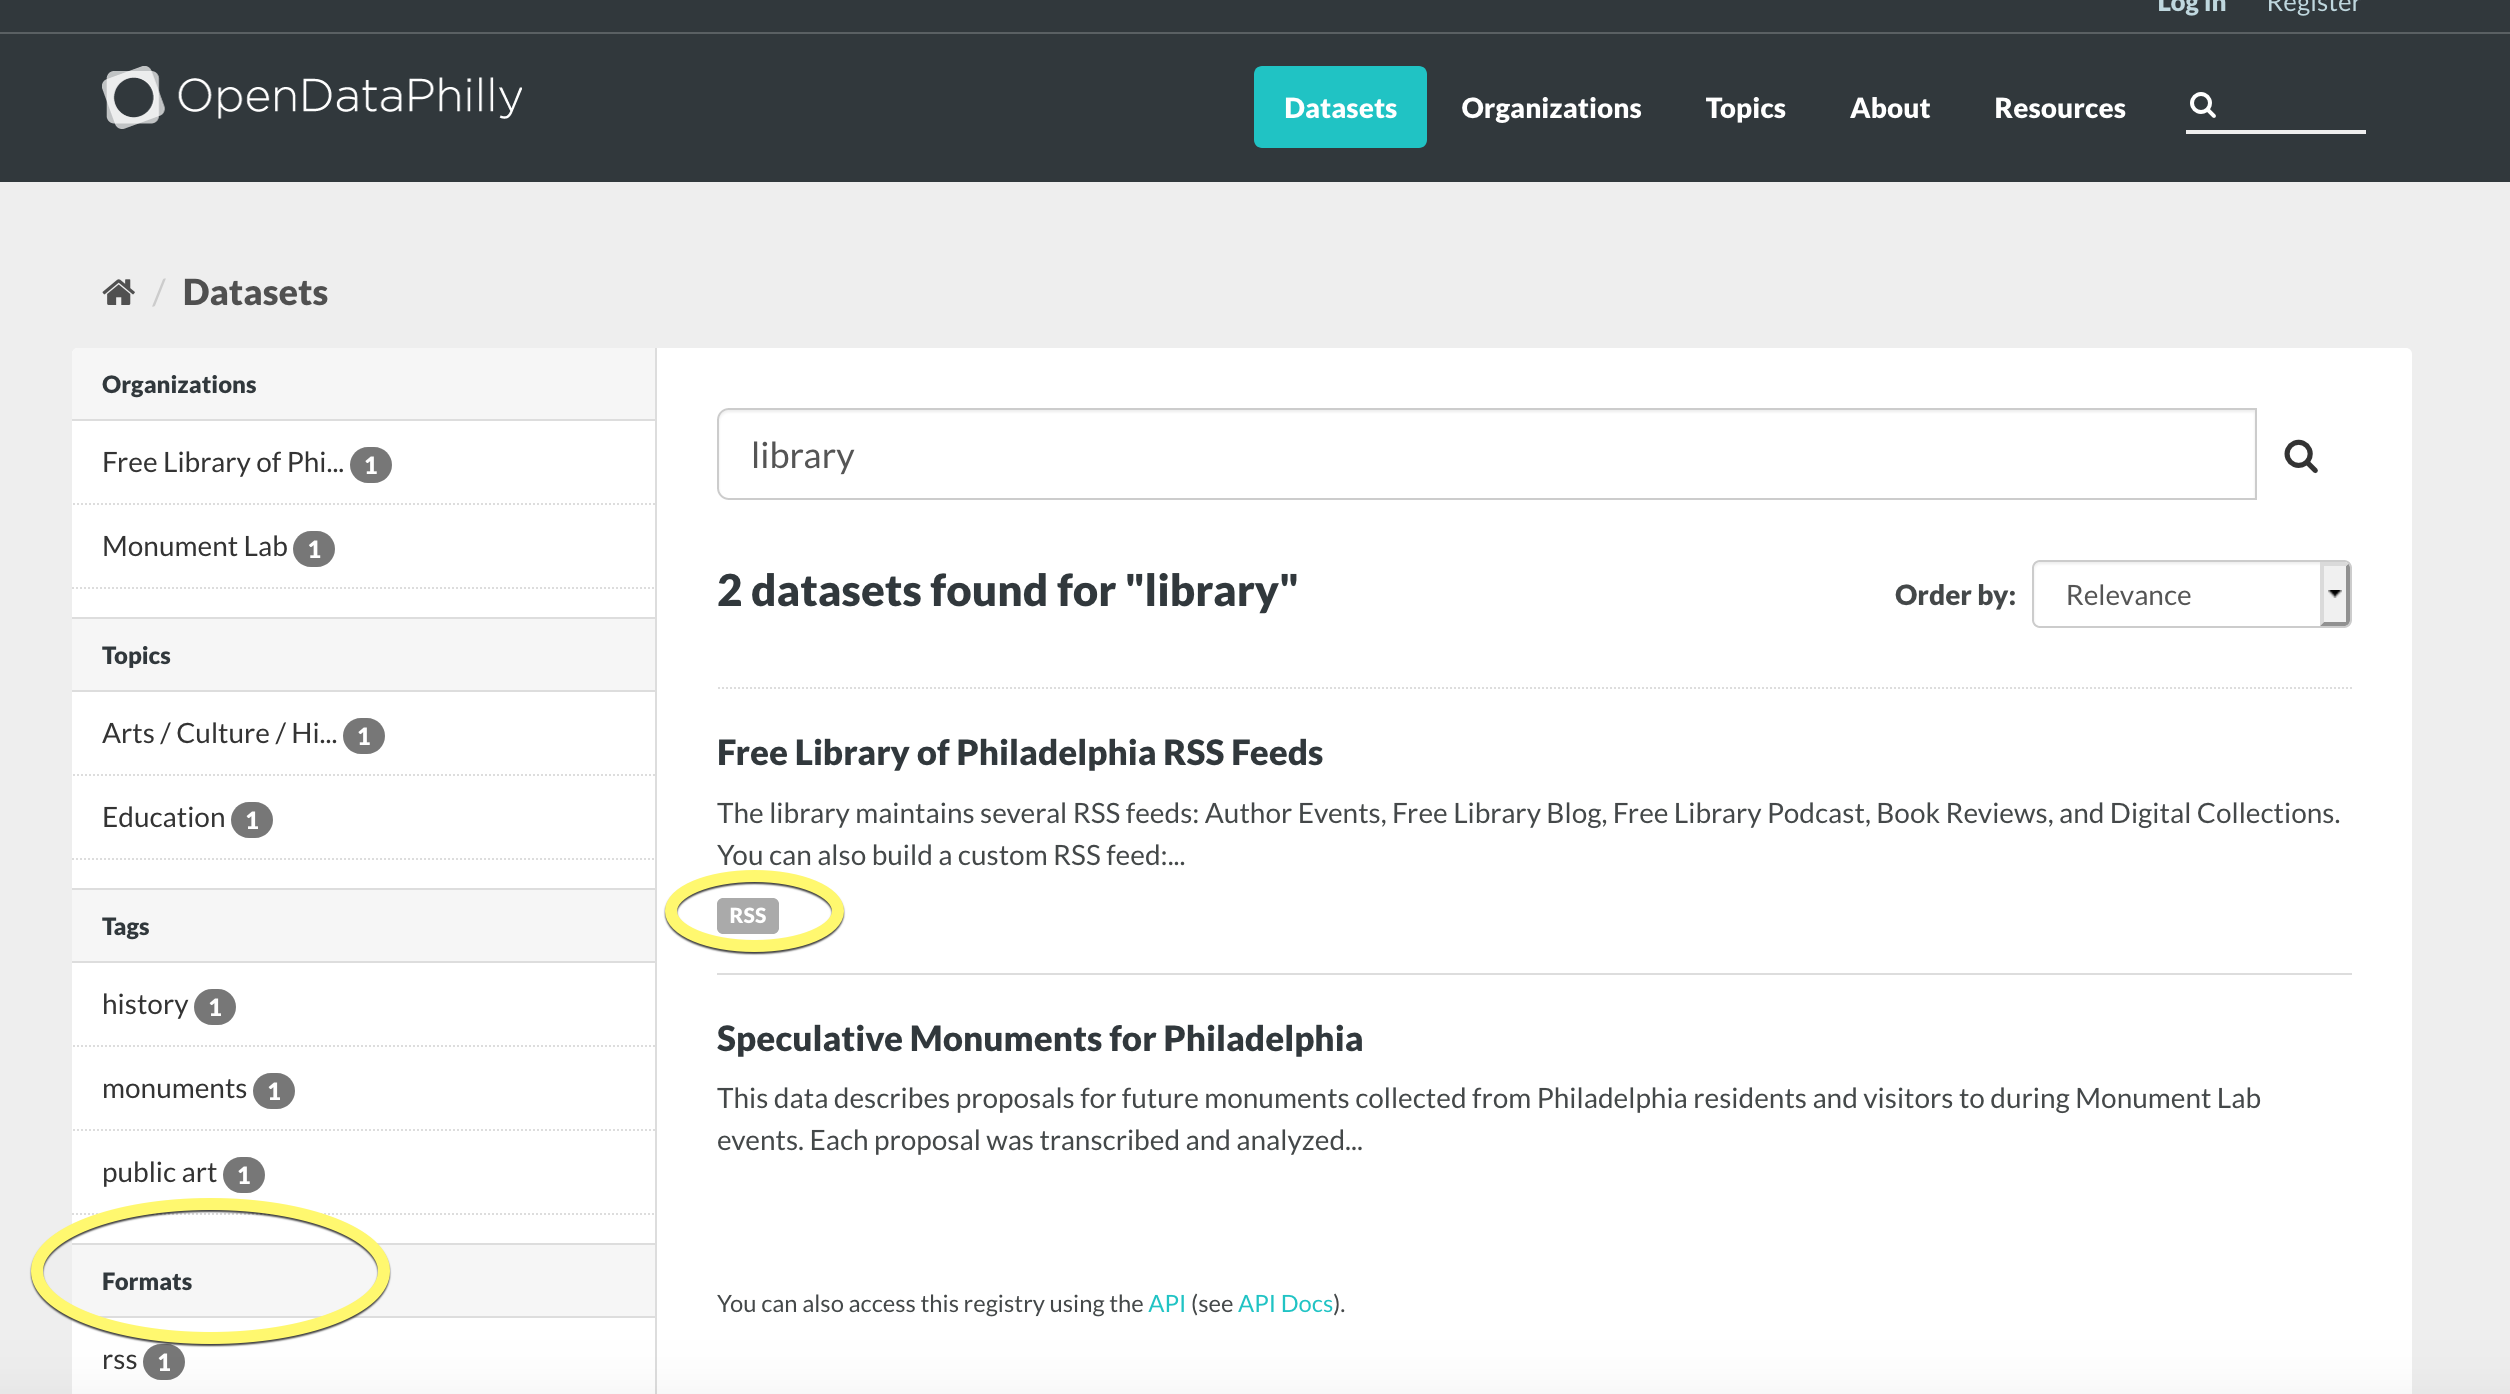 Log in Register
OpenDataPhilly
Datasets Organizations Topics About Resources
/ Datasets
Organizations
Free Library of Phi... 1
Monument Lab 1
Topics
Arts / Culture / Hi... 1
Education 1
Tags
history 1
monuments 1
public art 1
Formats
rss 1
library
2 datasets found for "library"
Order by: Relevance
Free Library of Philadelphia RSS Feeds
The library maintains several RSS feeds: Author Events, Free Library Blog, Free Library Podcast, Book Reviews, and Digital Collections.
You can also build a custom RSS feed:...
RSS
Speculative Monuments for Philadelphia
This data describes proposals for future monuments collected from Philadelphia residents and visitors to during Monument Lab
events. Each proposal was transcribed and analyzed...
You can also access this registry using the API (see API Docs).